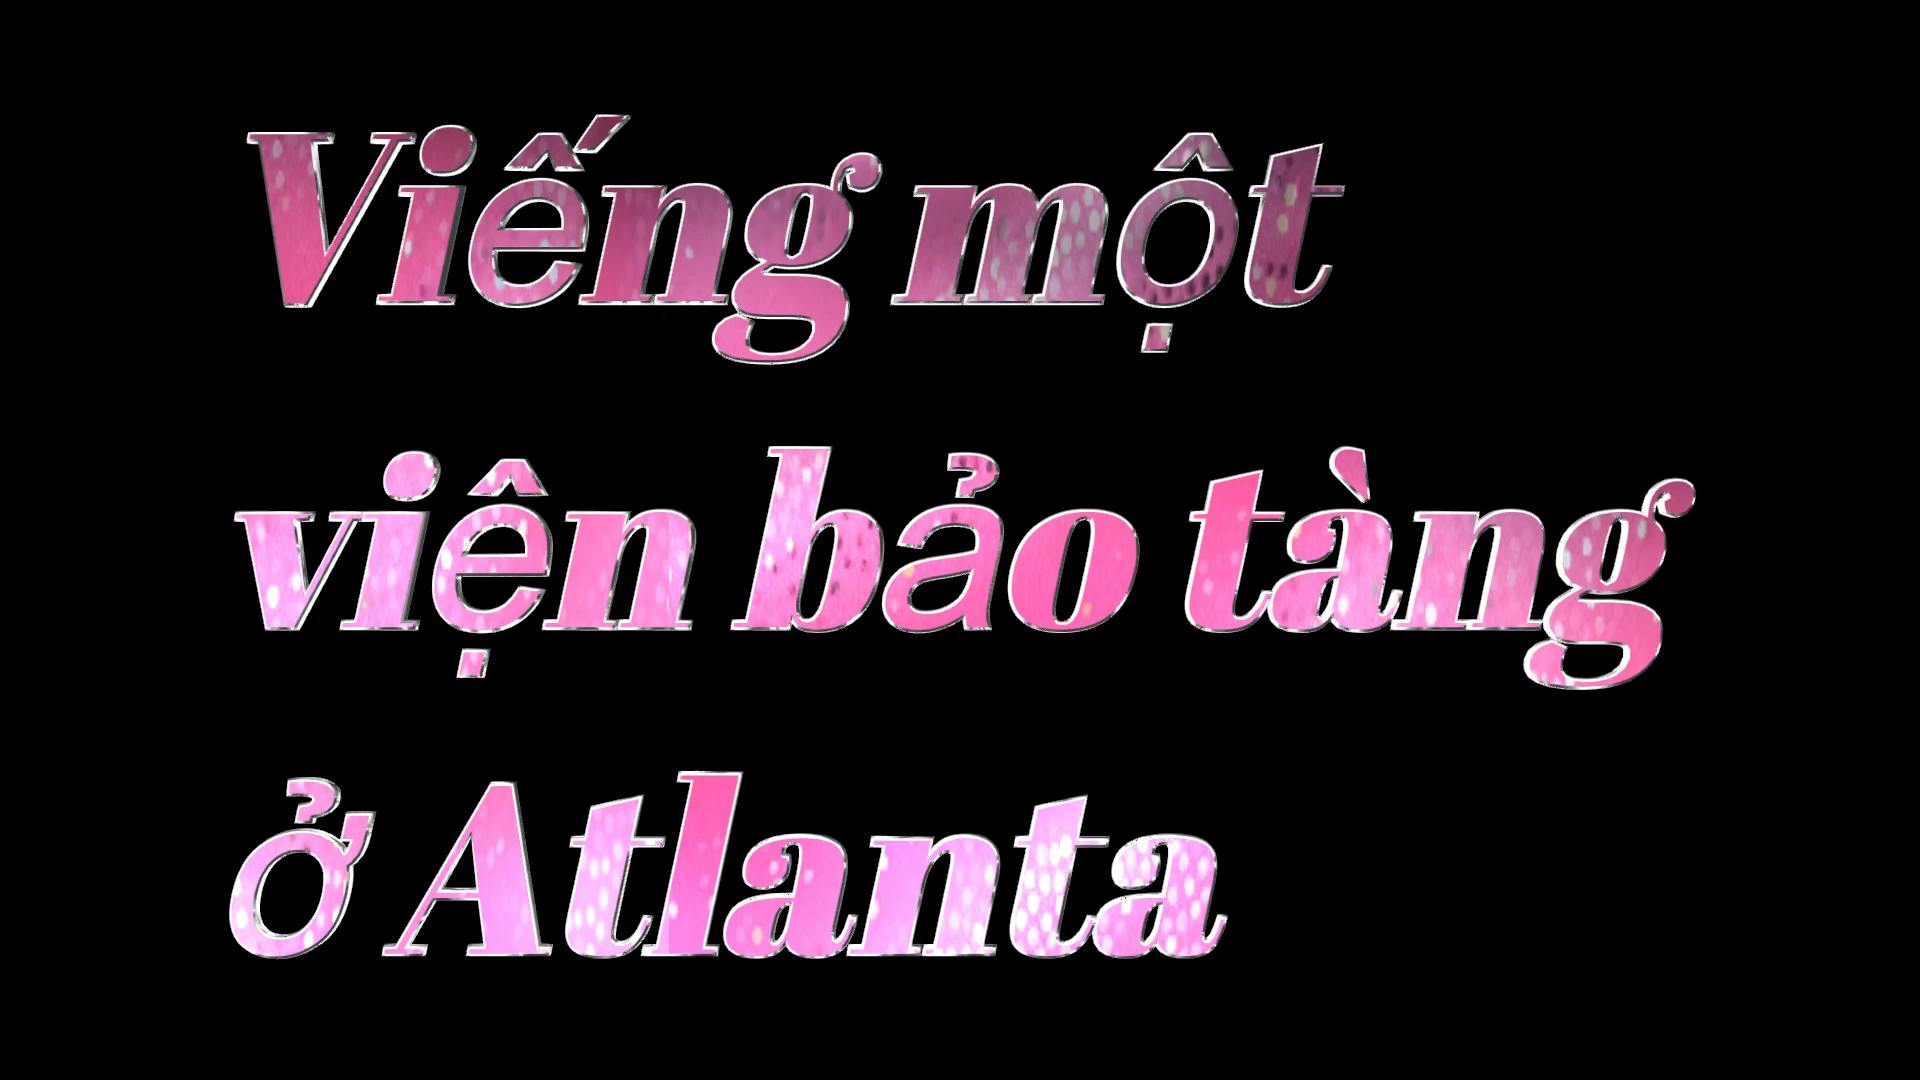 Viếng một
viện bảo tàng
ở Atlanta